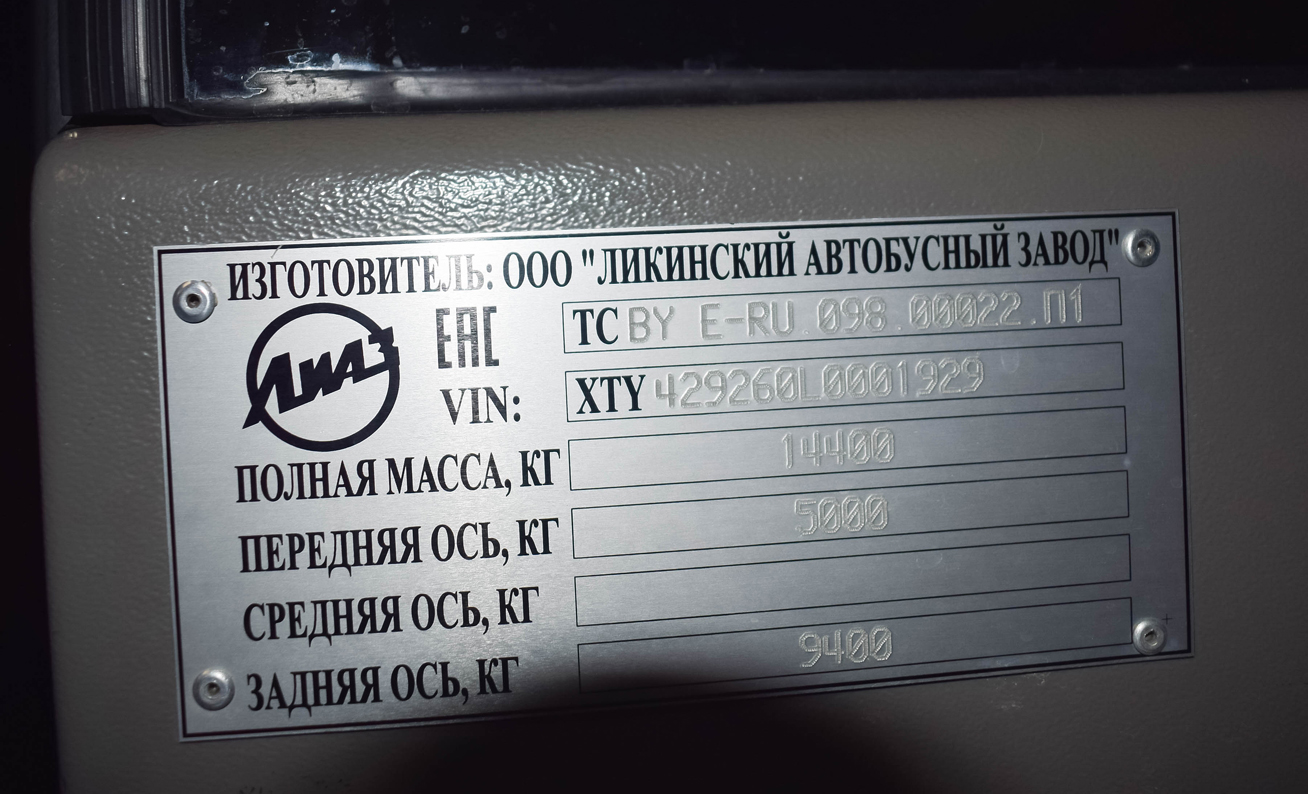 ИЗГОТОВИТЕЛЬ: ООО "ЛИКИНСКИЙ АВТОБУСНЫЙ ЗАВОД"
ЛиАЗ EAC ТС BY E-RU.098.00022.П1
VIN: XTY 429260L0001929
ПОЛНАЯ МАССА, КГ 14400
ПЕРЕДНЯЯ ОСЬ, КГ 5000
СРЕДНЯЯ ОСЬ, КГ
ЗАДНЯЯ ОСЬ, КГ 9400